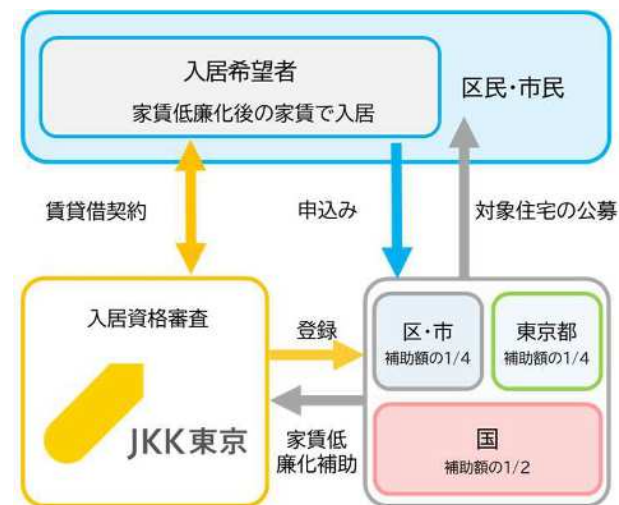 入居希望者
家賃低廉化後の家賃で入居
区民・市民
賃貸借契約
申込み
対象住宅の公募
入居資格審査
JKK東京
登録
家賃低
廉化補助
区・市
補助額の1/4
東京都
補助額の1/4
国
補助額の1/2